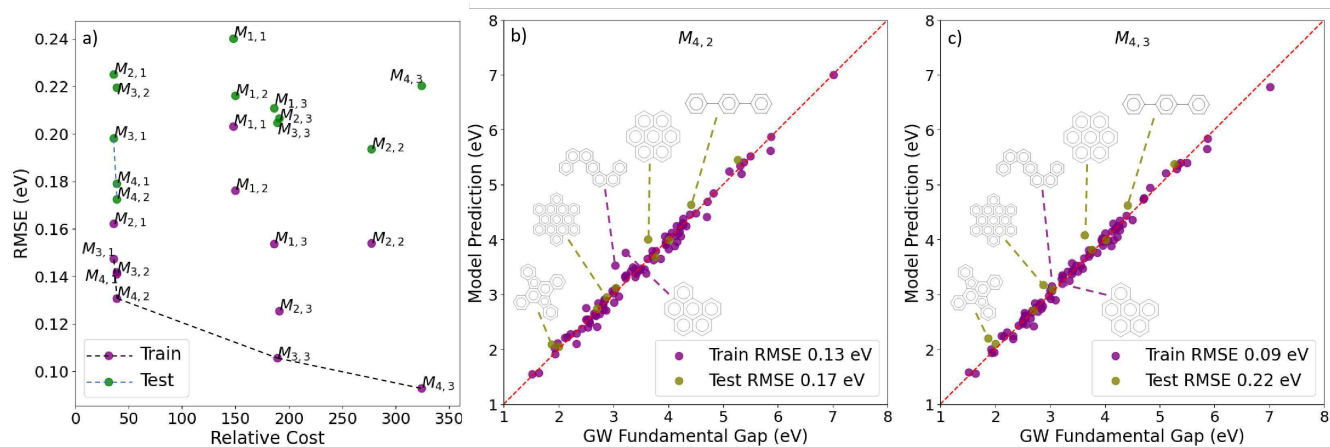 a)
RMSE (eV)
0.24
0.22
0.20
0.18
0.16
0.14
0.12
0.10
0
50
100
150
200
250
300
350
Relative Cost
M1, 1
M2, 1
M3, 2
M4, 3
M1, 2
M1, 3
M2, 3
M3, 3
M1, 1
M3, 1
M2, 2
M4, 1
M4, 2
M1, 2
M2, 1
M1, 3
M2, 2
M3, 1
M3, 2
M4, 1
M4, 2
M2, 3
M3, 3
M4, 3
Train
Test
b)
M4, 2
Model Prediction (eV)
8
7
6
5
4
3
2
1
1
2
3
4
5
6
7
8
GW Fundamental Gap (eV)
Train RMSE 0.13 eV
Test RMSE 0.17 eV
c)
M4, 3
Model Prediction (eV)
8
7
6
5
4
3
2
1
1
2
3
4
5
6
7
8
GW Fundamental Gap (eV)
Train RMSE 0.09 eV
Test RMSE 0.22 eV